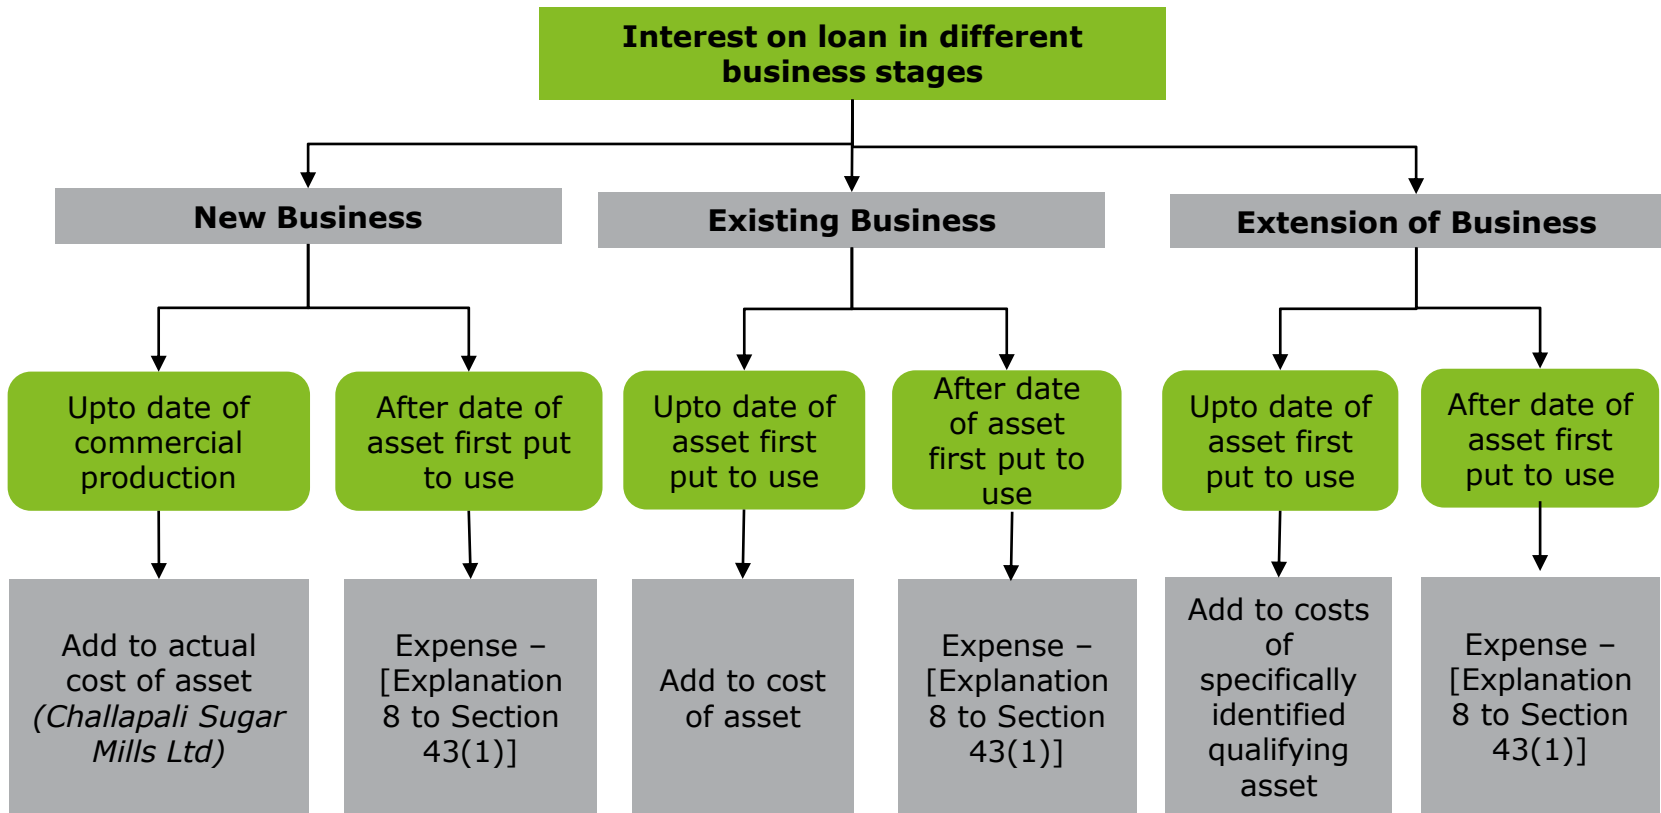 Interest on loan in different
business stages
New Business
Existing Business
Extension of Business
Upto date of
commercial
production
After date of
asset first put
to use
Upto date of
asset first
put to use
After date
of asset
first put to
use
Upto date of
asset first
put to use
After date of
asset first
put to use
Add to actual
cost of asset
(Challapali Sugar
Mills Ltd)
Expense –
[Explanation
8 to Section
43(1)]
Add to cost
of asset
Expense –
[Explanation
8 to Section
43(1)]
Add to costs
of
specifically
identified
qualifying
asset
Expense –
[Explanation
8 to Section
43(1)]